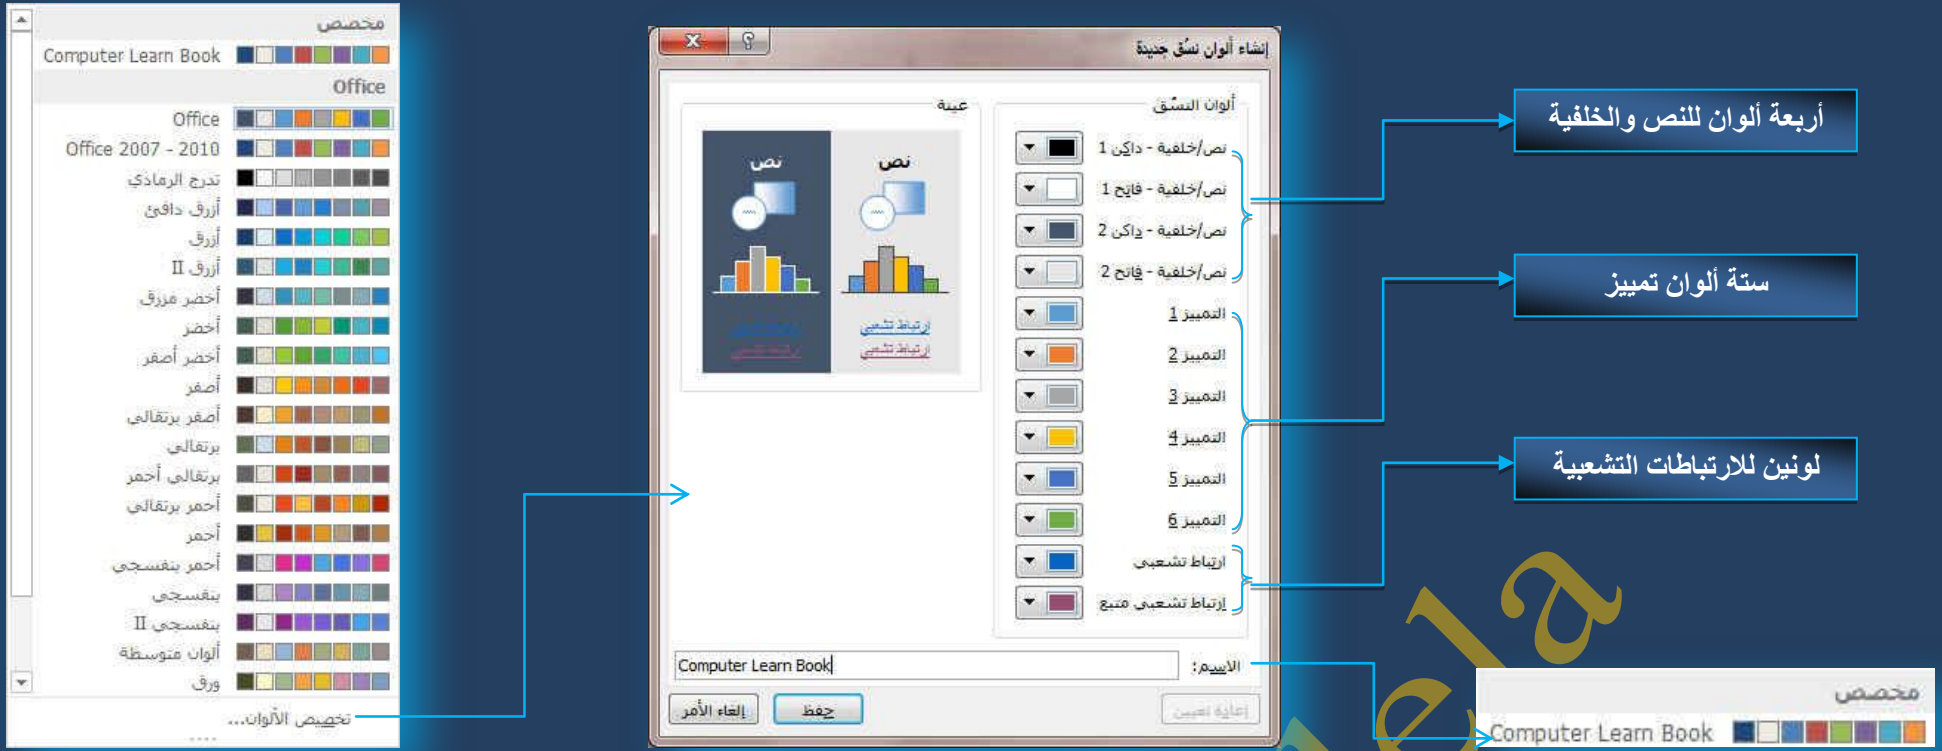 مخصص
Computer Learn Book
Office
Office
Office 2007 - 2010
تدرج الرمادي
أزرق دافئ
أزرق
أزرق II
أخضر مزرق
أخضر
أخضر أصفر
أصفر
أصفر برتقالي
برتقالي
برتقالي أحمر
أحمر برتقالي
أحمر
أحمر بنفسجي
بنفسجي
بنفسجي II
ألوان متوسطة
ورق
تخصيص الألوان...
إنشاء ألوان نسُق جديدة
ألوان النسُق
عينة
نص/خلفية - داكن 1
نص/خلفية - فاتح 1
نص/خلفية - داكن 2
نص/خلفية - فاتح 2
التمييز 1
التمييز 2
التمييز 3
التمييز 4
التمييز 5
التمييز 6
ارتباط تشعبي
ارتباط تشعبي متبع
نص
نص
ارتباط تشعبي
ارتباط تشعبي
ارتباط تشعبي
ارتباط تشعبي
الاسم:
Computer Learn Book
إعادة تعيين
حفظ
إلغاء الأمر
أربعة ألوان للنص والخلفية
ستة ألوان تمييز
لونين للارتباطات التشعبية
مخصص
Computer Learn Book